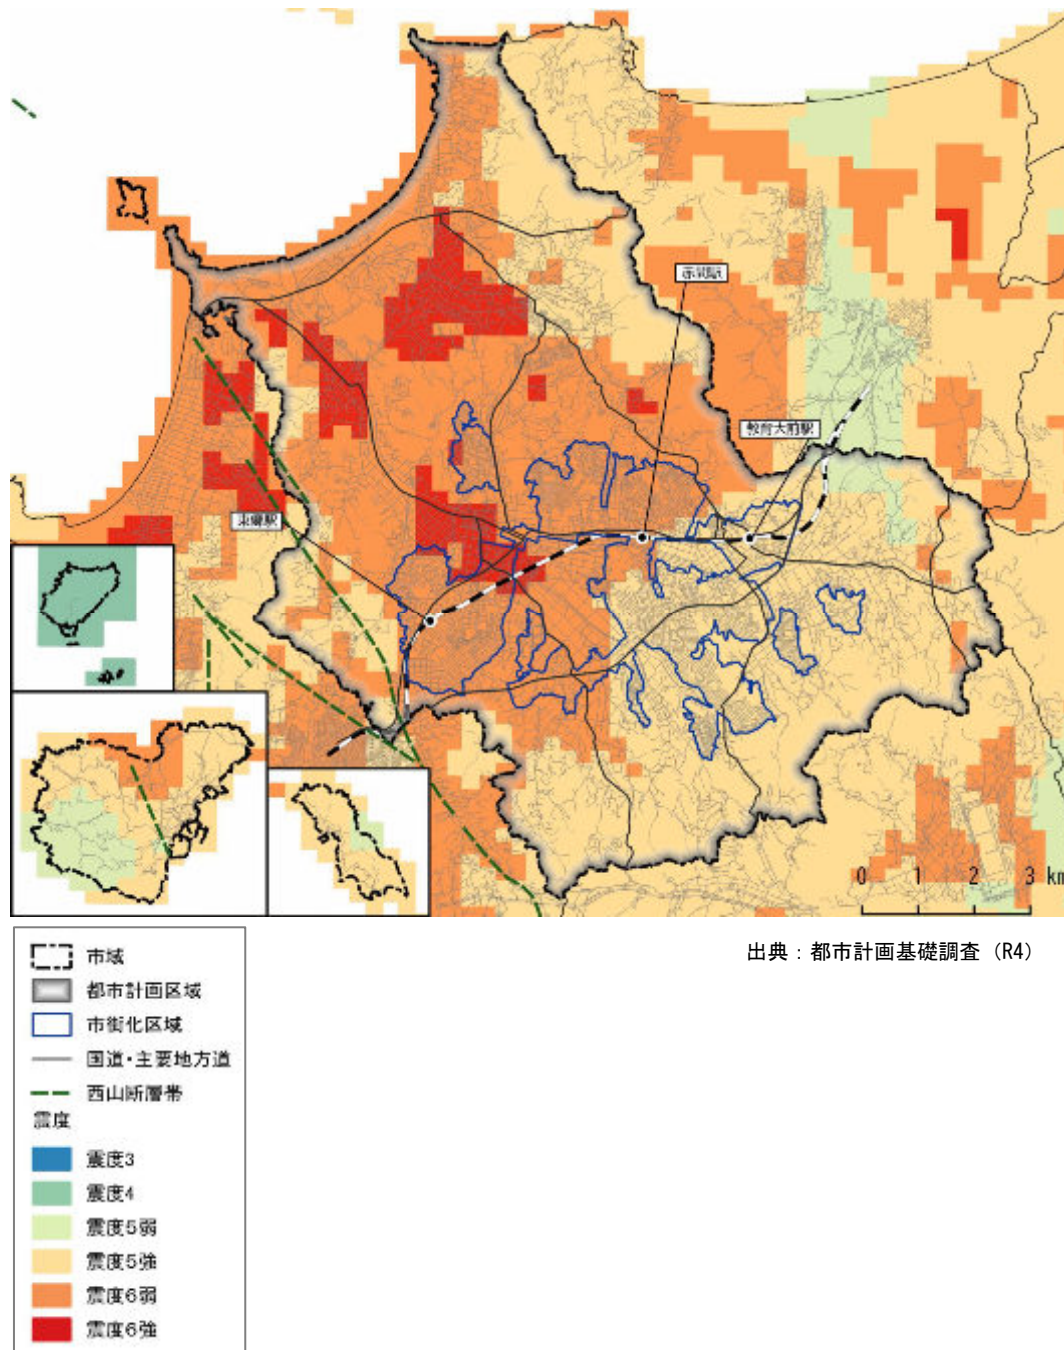 赤間駅
教育大前駅
東郷駅
0 1 2 3 km
出典：都市計画基礎調査（R4）
市域
都市計画区域
市街化区域
国道・主要地方道
西山断層帯
震度
震度3
震度4
震度5弱
震度5強
震度6弱
震度6強